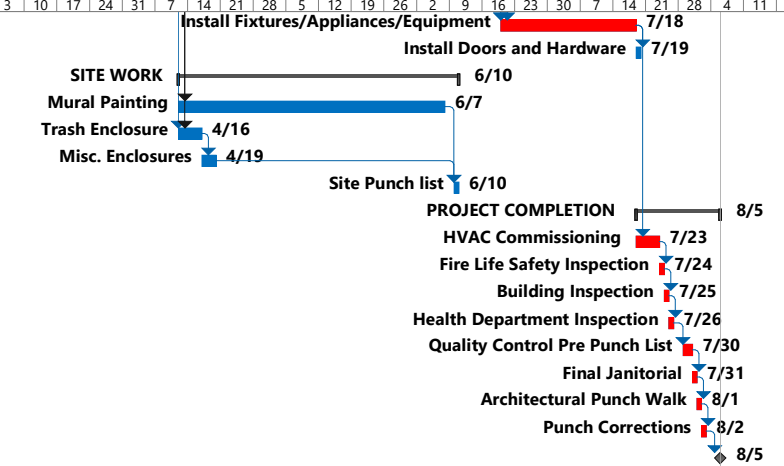 3 10 17 24 31 7 14 21 28 5 12 19 26 2 9 16 23 30 7 14 21 28 4 11
Install Fixtures/Appliances/Equipment 7/18
Install Doors and Hardware 7/19
SITE WORK 6/10
Mural Painting 6/7
Trash Enclosure 4/16
Misc. Enclosures 4/19
Site Punch list 6/10
PROJECT COMPLETION 8/5
HVAC Commissioning 7/23
Fire Life Safety Inspection 7/24
Building Inspection 7/25
Health Department Inspection 7/26
Quality Control Pre Punch List 7/30
Final Janitorial 7/31
Architectural Punch Walk 8/1
Punch Corrections 8/2
8/5